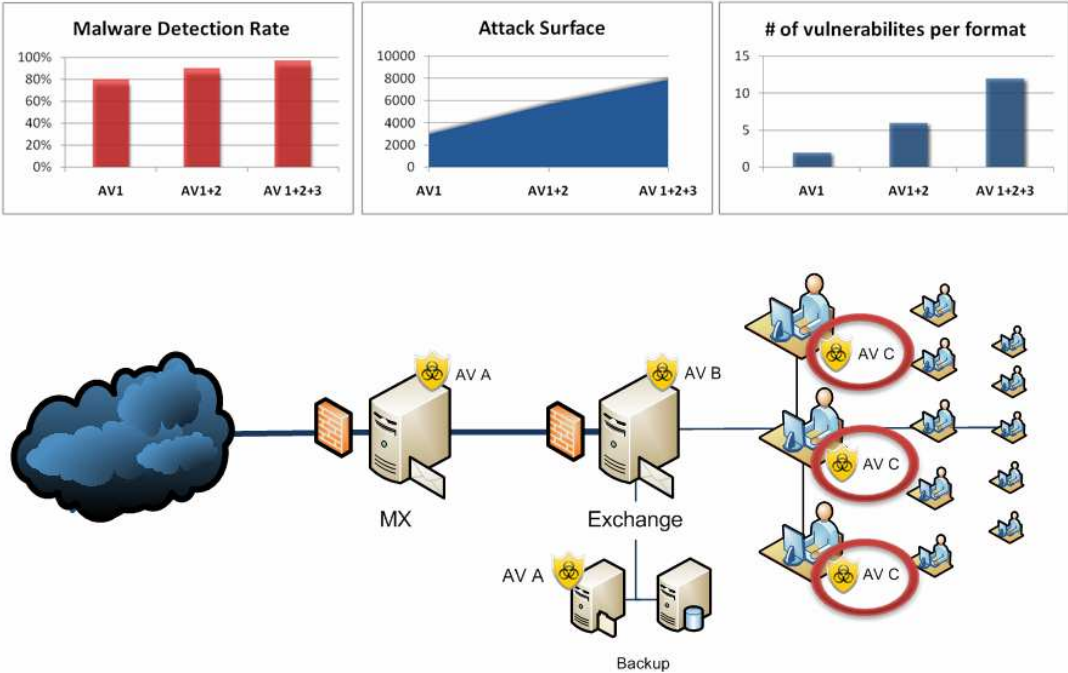 Malware Detection Rate
100%
80%
60%
40%
20%
0%
AV1
AV1+2
AV 1+2+3
Attack Surface
10000
8000
6000
4000
2000
0
AV1
AV1+2
AV 1+2+3
# of vulnerabilites per format
15
10
5
0
AV1
AV1+2
AV 1+2+3
AV A
AV B
AV C
AV C
AV C
MX
Exchange
AV A
Backup